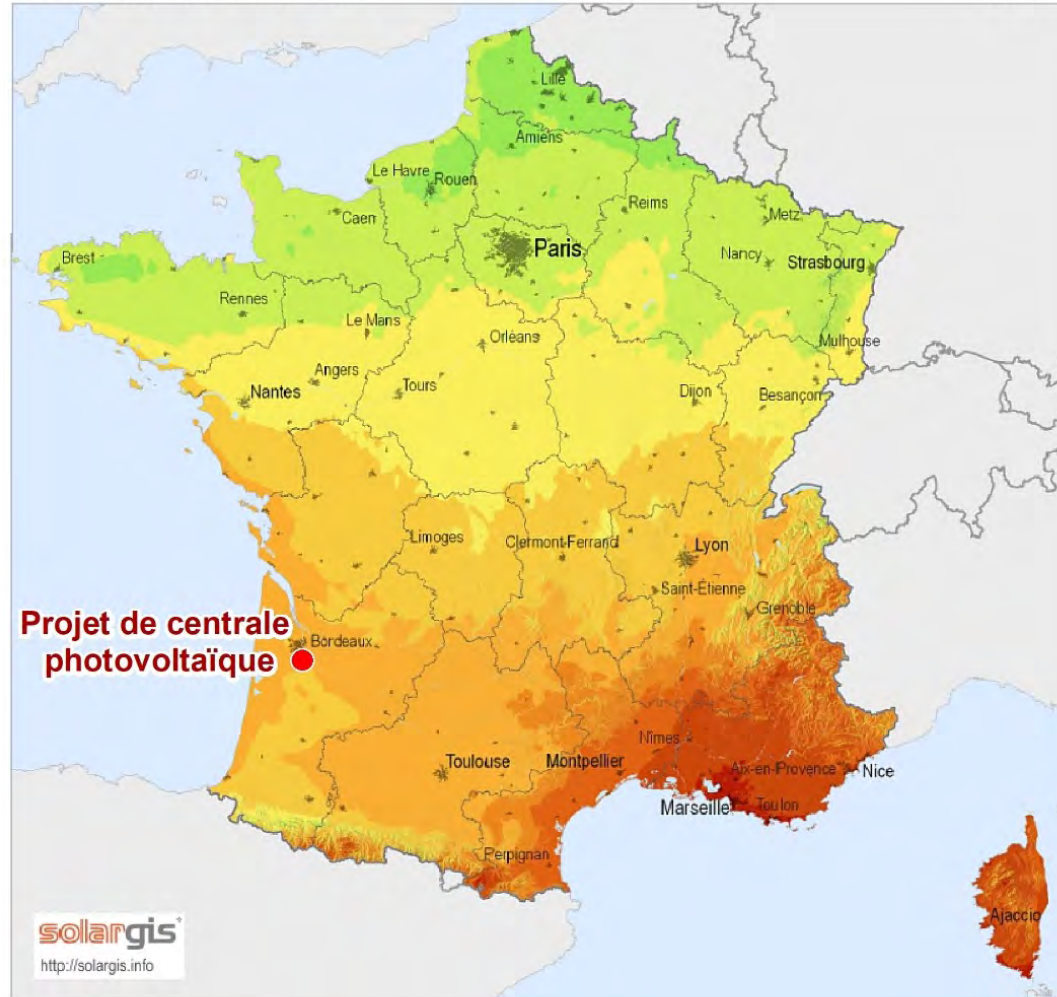 Lille
Amiens
Le Havre
Rouen
Caen
Reims
Metz
Paris
Nancy
Strasbourg
Brest
Rennes
Le Mans
Orléans
Mulhouse
Angers
Nantes
Tours
Dijon
Besançon
Limoges
Clermont-Ferrand
Lyon
Saint-Étienne
Grenoble
Projet de centrale
photovoltaïque
Bordeaux
Nîmes
Toulouse
Montpellier
Aix-en-Provence
Nice
Marseille
Toulon
Perpignan
Ajaccio
solargis
http://solargis.info